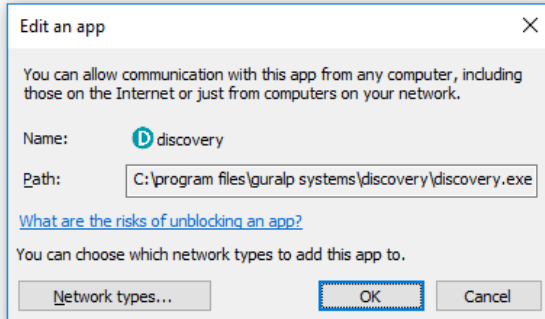 Edit an app
You can allow communication with this app from any computer, including
those on the Internet or just from computers on your network.
Name: D discovery
Path: C:\program files\guralp systems\discovery\discovery.exe
What are the risks of unblocking an app?
You can choose which network types to add this app to.
Network types... OK Cancel